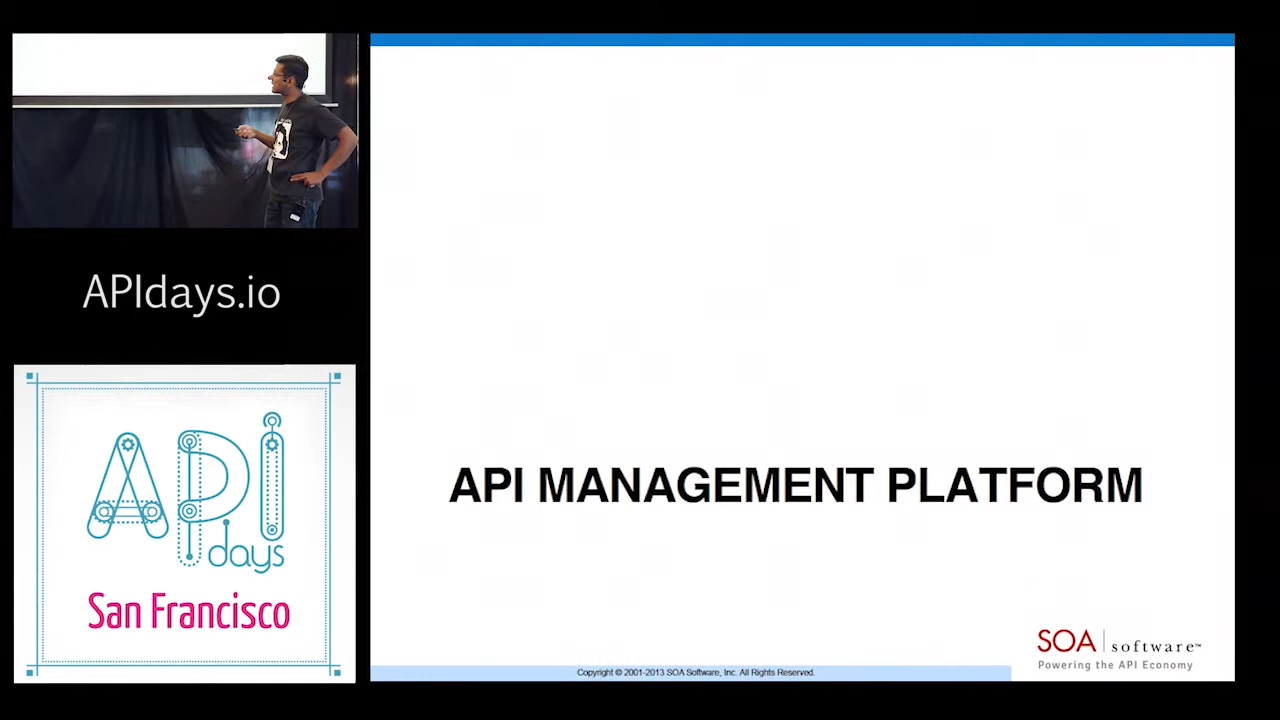 APIdays.io
API
days
San Francisco
API MANAGEMENT PLATFORM
SOA software™
Powering the API Economy
Copyright © 2001-2013 SOA Software, Inc. All Rights Reserved.